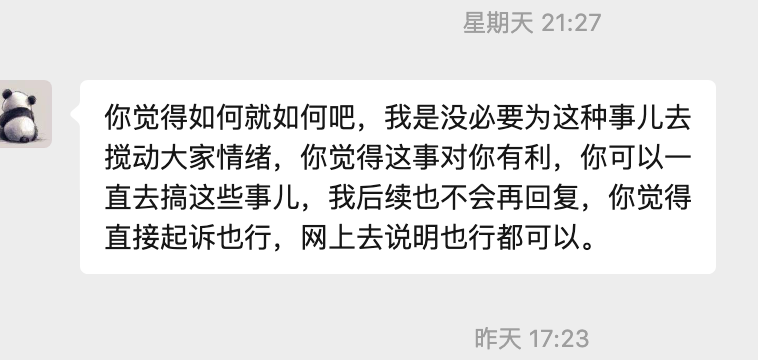 星期天 21:27
你觉得如何就如何吧，我是没必要为这种事儿去
搅动大家情绪，你觉得这事对你有利，你可以一
直去搞这些事儿，我后续也不会再回复，你觉得
直接起诉也行，网上去说明也行都可以。
昨天 17:23